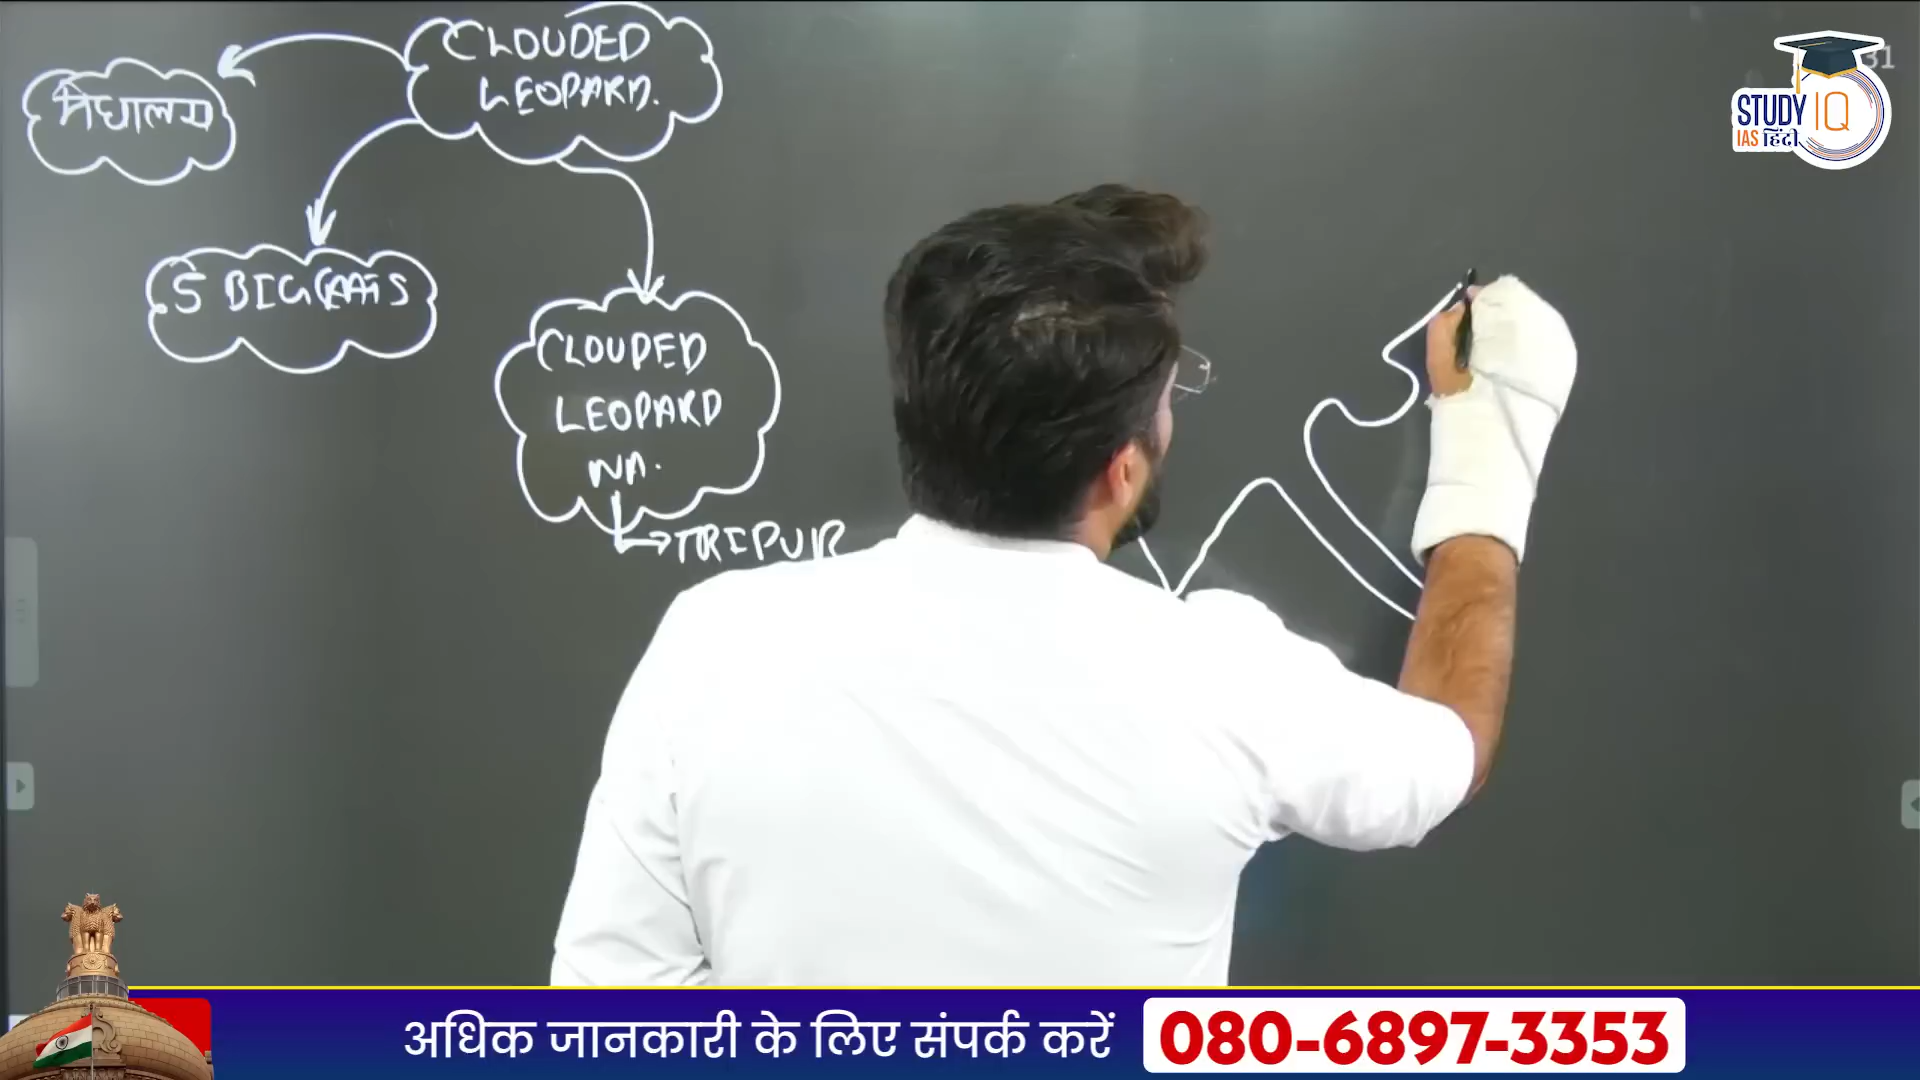 CLOUDED
LEOPARD.
मेघालय
5 BIG CATS
CLOUDED
LEOPARD
NP.
TRIPUR
31
STUDY IQ
IAS हिंदी
अधिक जानकारी के लिए संपर्क करें 080-6897-3353